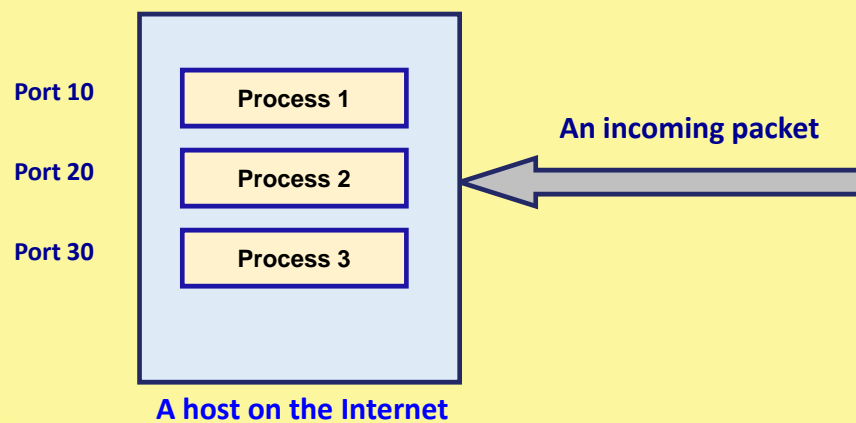 Port 10
Process 1
An incoming packet
Port 20
Process 2
Port 30
Process 3
A host on the Internet